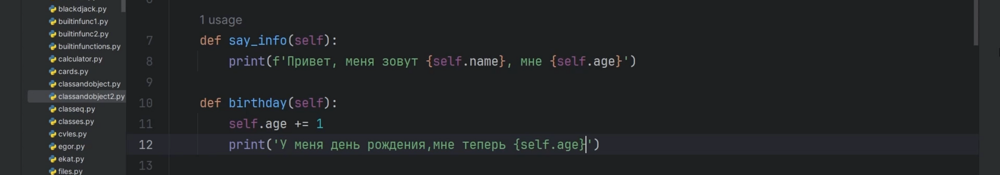 blackdjack.py
builtinfunc1.py
builtinfunc2.py
builtinfunctions.py
calculator.py
cards.py
classandobject.py
classandobject2.py
classeq.py
classes.py
cvles.py
egor.py
ekat.py
files.py
1 usage
7 def say_info(self):
8 print(f'Привет, меня зовут {self.name}, мне {self.age}')
9
10 def birthday(self):
11 self.age += 1
12 print('У меня день рождения,мне теперь {self.age}')
13